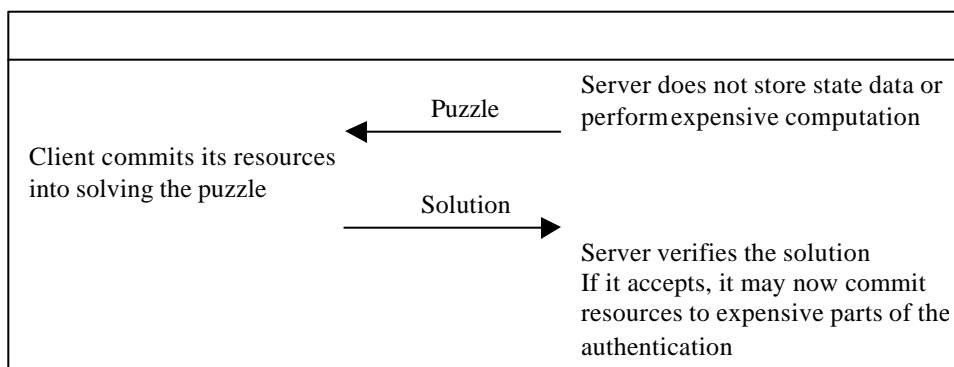 Server does not store state data or
Puzzle
perform expensive computation
Client commits its resources
into solving the puzzle
Solution
Server verifies the solution
If it accepts, it may now commit
resources to expensive parts of the
authentication